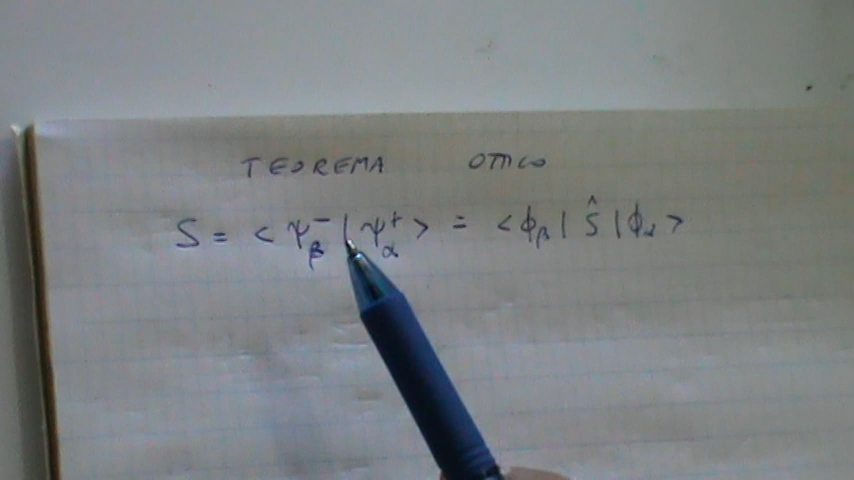 TEOREMA OTTICO
S = < ψ_β^- | ψ_α^+ > = < ϕ_β | Ŝ | ϕ_α >